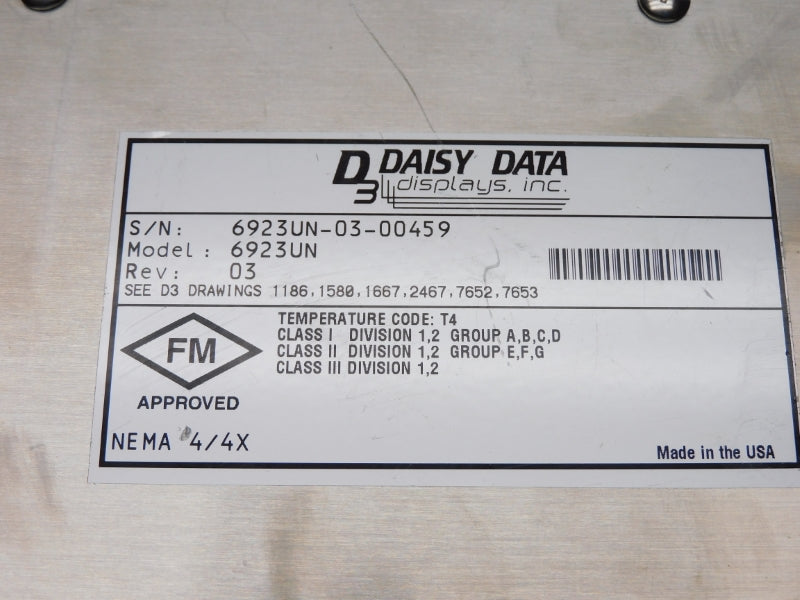 D3 DAISY DATA
displays, inc.
S/N: 6923UN-03-00459
Model: 6923UN
Rev: 03
SEE D3 DRAWINGS 1186,1580,1667,2467,7652,7653
TEMPERATURE CODE: T4
CLASS I DIVISION 1,2 GROUP A,B,C,D
CLASS II DIVISION 1,2 GROUP E,F,G
CLASS III DIVISION 1,2
FM
APPROVED
NEMA 4/4X
Made in the USA